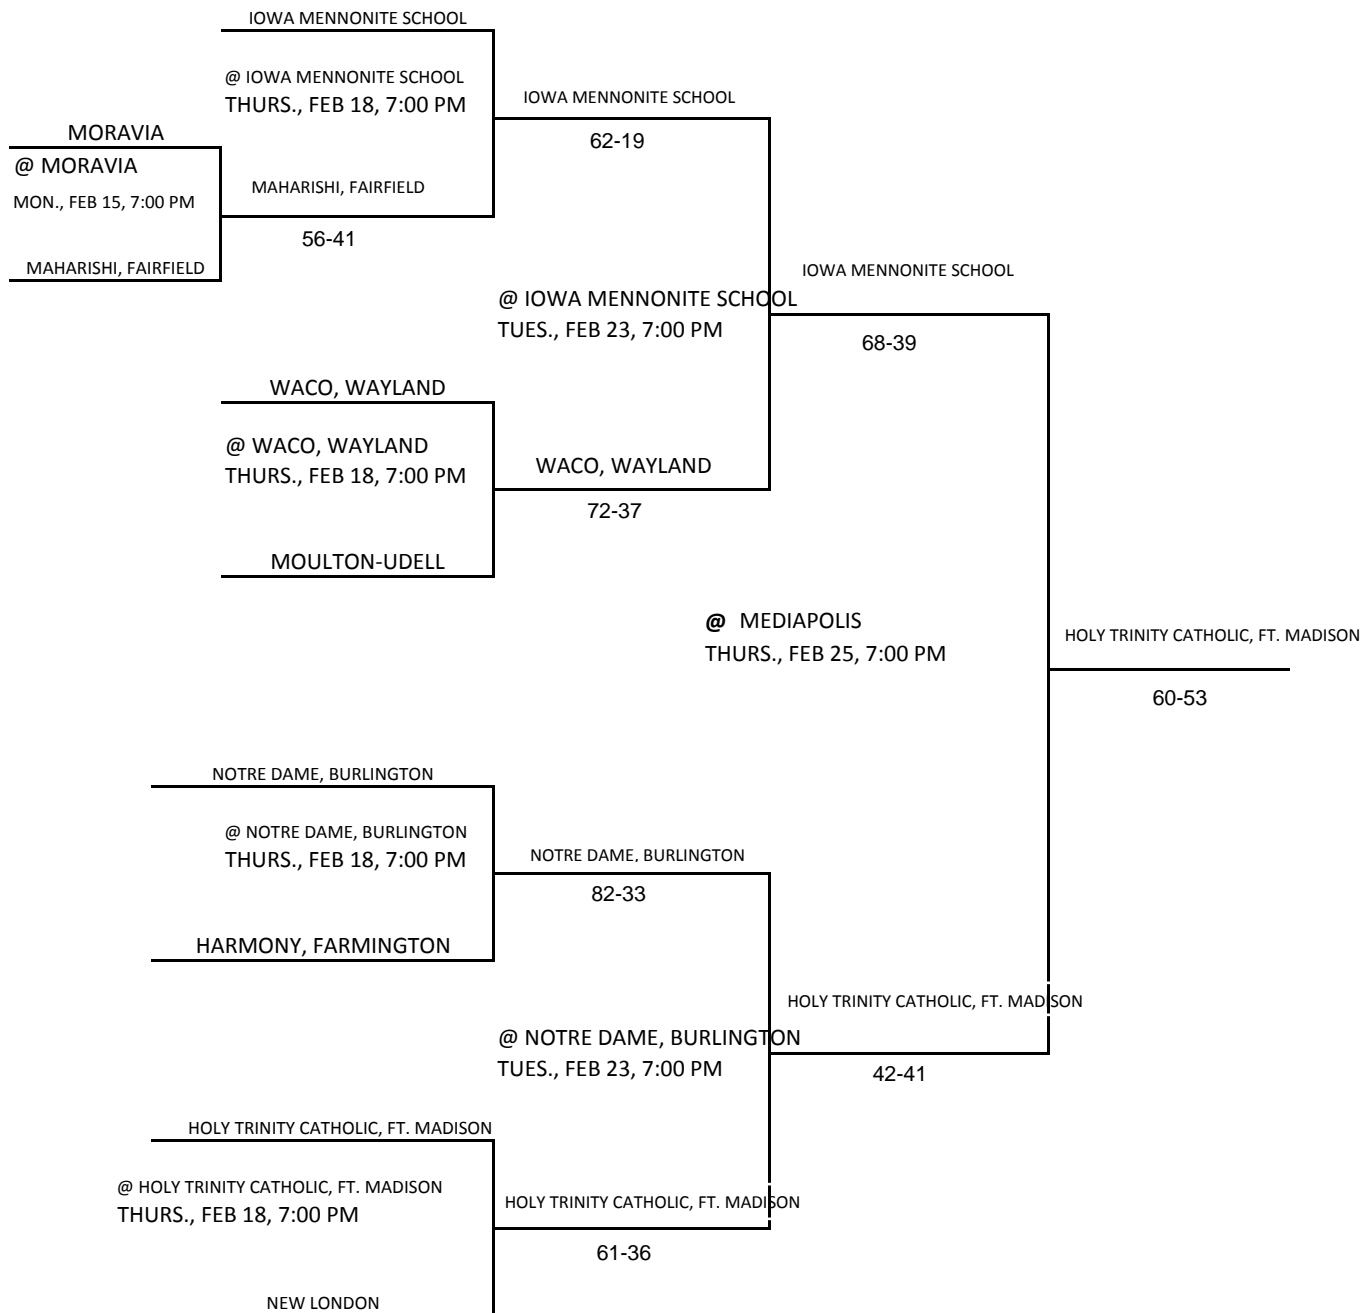 IOWA MENNONITE SCHOOL
@ IOWA MENNONITE SCHOOL
THURS., FEB 18, 7:00 PM
IOWA MENNONITE SCHOOL
62-19
MORAVIA
@ MORAVIA
MON., FEB 15, 7:00 PM
MAHARISHI, FAIRFIELD
56-41
MAHARISHI, FAIRFIELD
IOWA MENNONITE SCHOOL
@ IOWA MENNONITE SCHOOL
TUES., FEB 23, 7:00 PM
68-39
WACO, WAYLAND
@ WACO, WAYLAND
THURS., FEB 18, 7:00 PM
WACO, WAYLAND
72-37
MOULTON-UDELL
@ MEDIAPOLIS
THURS., FEB 25, 7:00 PM
HOLY TRINITY CATHOLIC, FT. MADISON
60-53
NOTRE DAME, BURLINGTON
@ NOTRE DAME, BURLINGTON
THURS., FEB 18, 7:00 PM
NOTRE DAME, BURLINGTON
82-33
HARMONY, FARMINGTON
HOLY TRINITY CATHOLIC, FT. MADISON
@ NOTRE DAME, BURLINGTON
TUES., FEB 23, 7:00 PM
42-41
HOLY TRINITY CATHOLIC, FT. MADISON
@ HOLY TRINITY CATHOLIC, FT. MADISON
THURS., FEB 18, 7:00 PM
HOLY TRINITY CATHOLIC, FT. MADISON
61-36
NEW LONDON